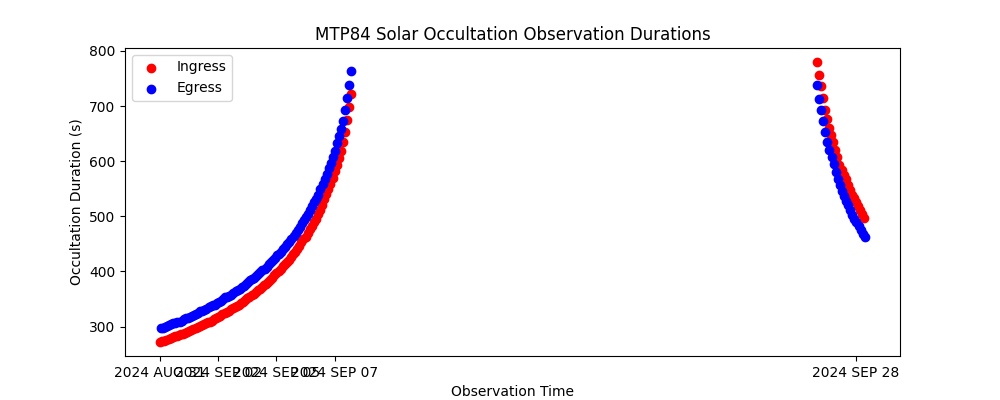 MTP84 Solar Occultation Observation Durations
Ingress
Egress
Occultation Duration (s)
800
700
600
500
400
300
2024 AUG 31
2024 SEP 02
2024 SEP 05
2024 SEP 07
2024 SEP 28
Observation Time